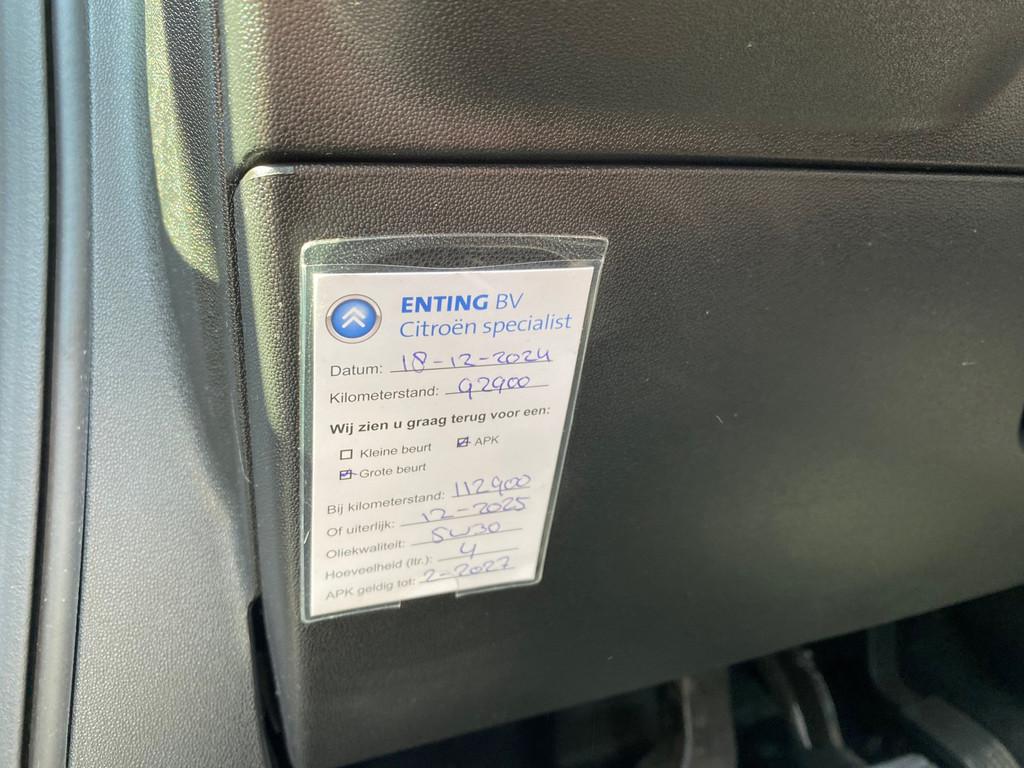 ENTING BV
Citroën specialist
Datum: 18-12-2024
Kilometerstand: 92900
Wij zien u graag terug voor een:
Kleine beurt APK
Grote beurt
Bij kilometerstand: 112900
Of uiterlijk: 12-2025
Oliekwaliteit: 5W30
Hoeveelheid (ltr.): 4
APK geldig tot: 2-2027